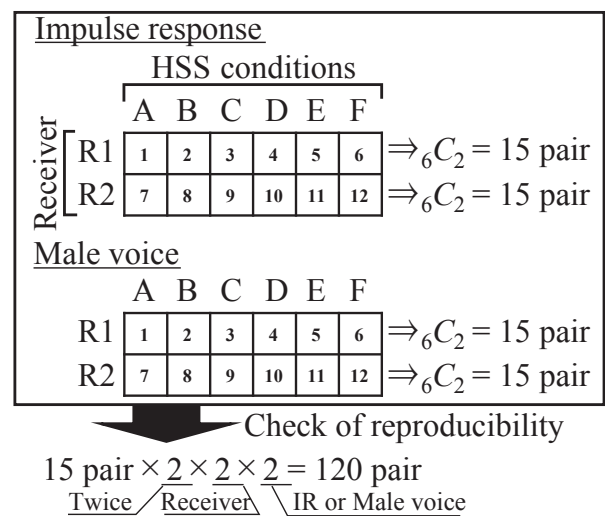 Impulse response
HSS conditions
A B C D E F
Receiver
R1 1 2 3 4 5 6 ⇒₆C₂ = 15 pair
R2 7 8 9 10 11 12 ⇒₆C₂ = 15 pair
Male voice
A B C D E F
R1 1 2 3 4 5 6 ⇒₆C₂ = 15 pair
R2 7 8 9 10 11 12 ⇒₆C₂ = 15 pair
Check of reproducibility
15 pair × 2 × 2 × 2 = 120 pair
Twice Receiver IR or Male voice